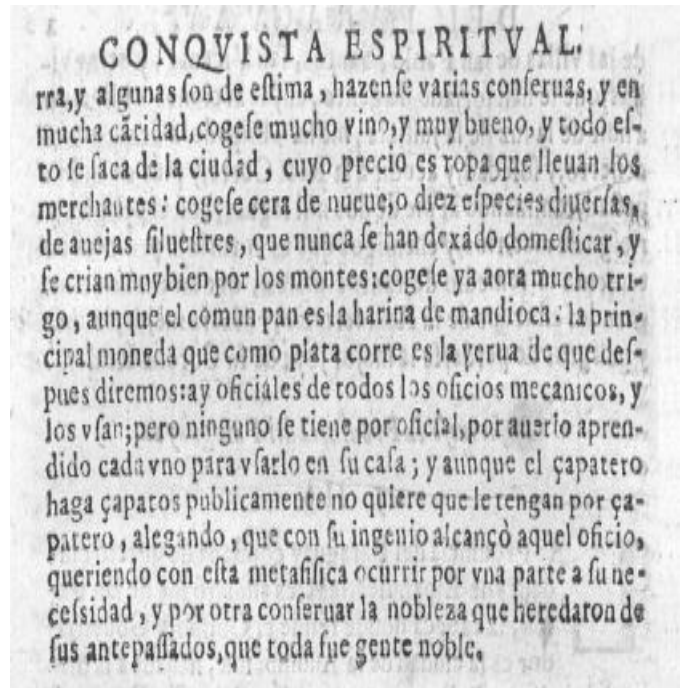 CONQVISTA ESPIRITVAL.
rra,y algunas ſon de eſtima , hazenſe varias conſeruas, y en
mucha cãtidad,cogeſe mucho vino,y muy bueno, y todo eſ-
to ſe ſaca de la ciudad , cuyo precio es ropa que lleuan los
merchantes : cogeſe cera de nueue,o diez eſpecies diuerſas,
de auejas ſilueſtres , que nunca ſe han dexádo domeſticar, y
ſe crian muy bien por los montes:cogeſe ya aora mucho tri-
go , aunque el comun pan es la harina de mandioca : la prin-
cipal moneda que como plata corre es la yerua de que deſ-
pues diremos:ay oficiáles de todos los oficios mecanicos, y
los vſan;pero ninguno ſe tiene por oficial,por auerlo apren-
dido cada vno para vſarlo en ſu caſa ; y aunque el çapatero
haga çapatos publicamente no quiere que le tengan por ça-
patero , alegando , que con ſu ingenio alcançò aquel oficio,
queriendo con eſta metafiſica ocurrir por vna parte a ſu ne-
ceſsidad , y por otra conſeruar la nobleza que heredaron de
ſus antepaſſados,que toda fue gente noble.